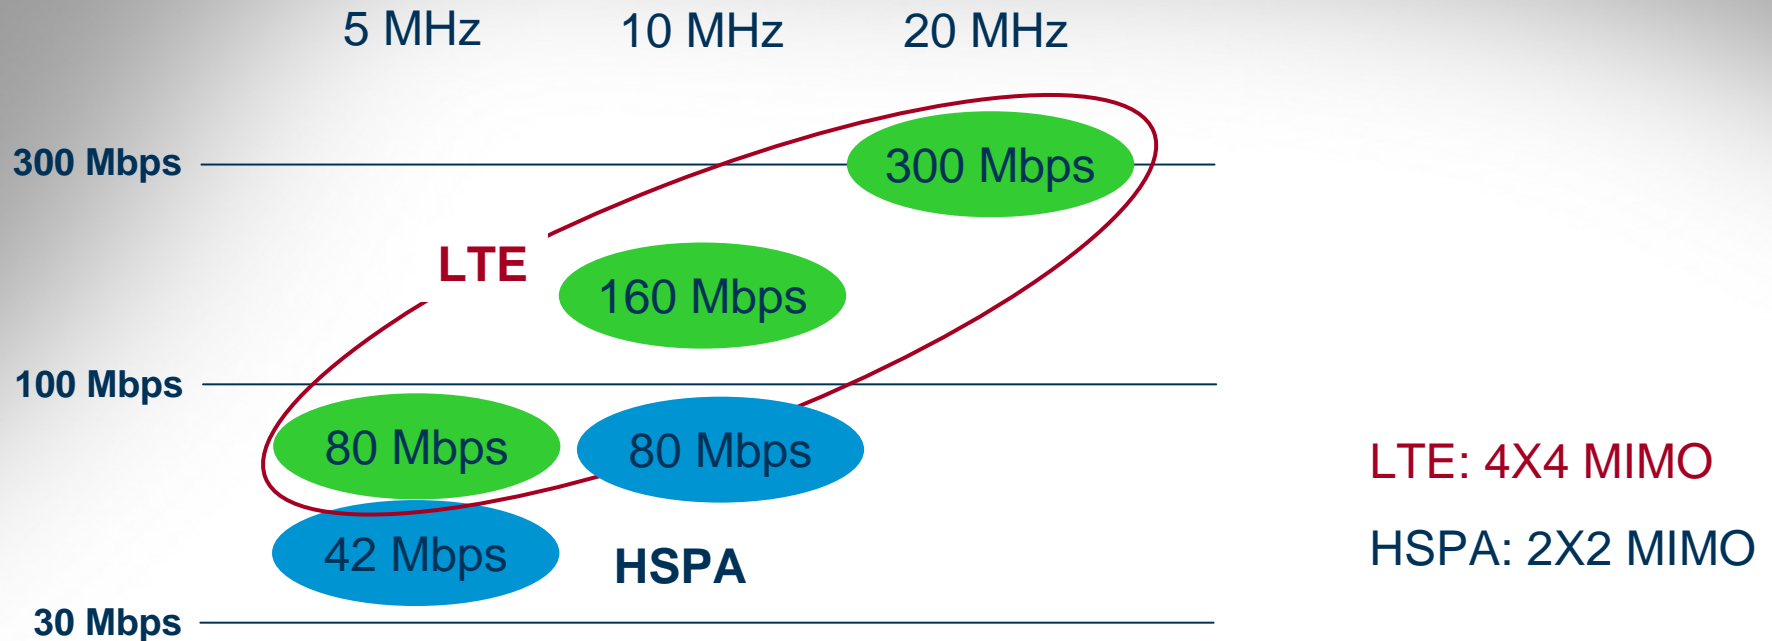 5 MHz 10 MHz 20 MHz
300 Mbps
300 Mbps
LTE
160 Mbps
100 Mbps
80 Mbps
80 Mbps
LTE: 4X4 MIMO
42 Mbps
HSPA
HSPA: 2X2 MIMO
30 Mbps